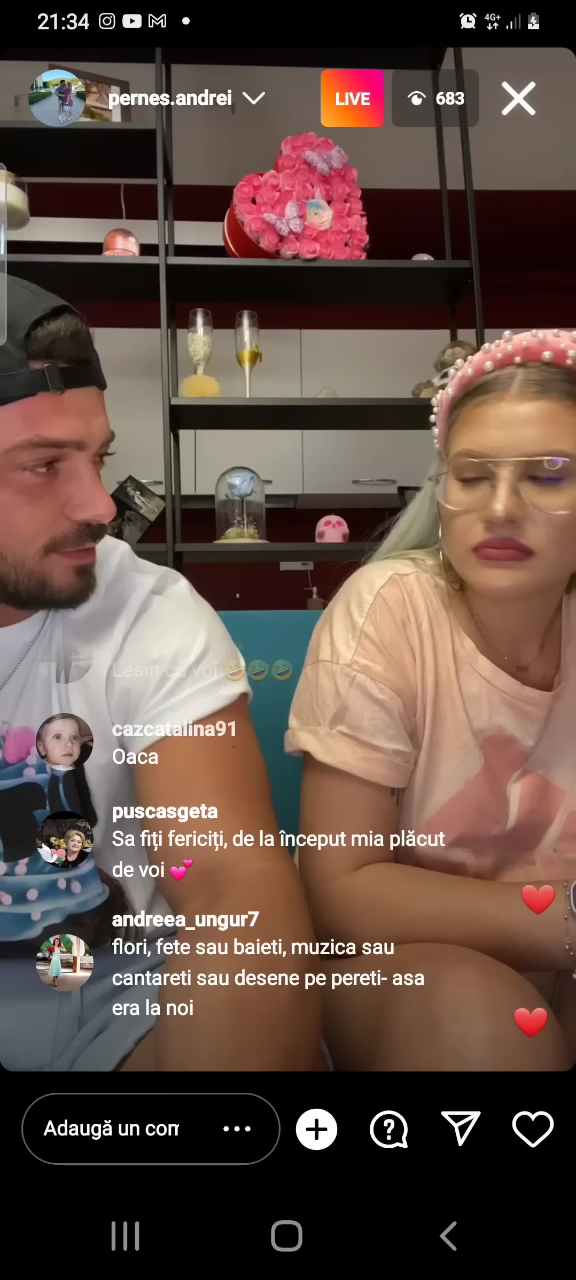 21:34
4G+
pernes.andrei
LIVE
683
Lesin cu voi🤣🤣🤣
cazcatalina91
Oaca
puscasgeta
Sa fiți fericiți, de la început mia plăcut
de voi 💕
andreea_ungur7
flori, fete sau baieti, muzica sau
cantareti sau desene pe pereti- asa
era la noi
Adaugă un com